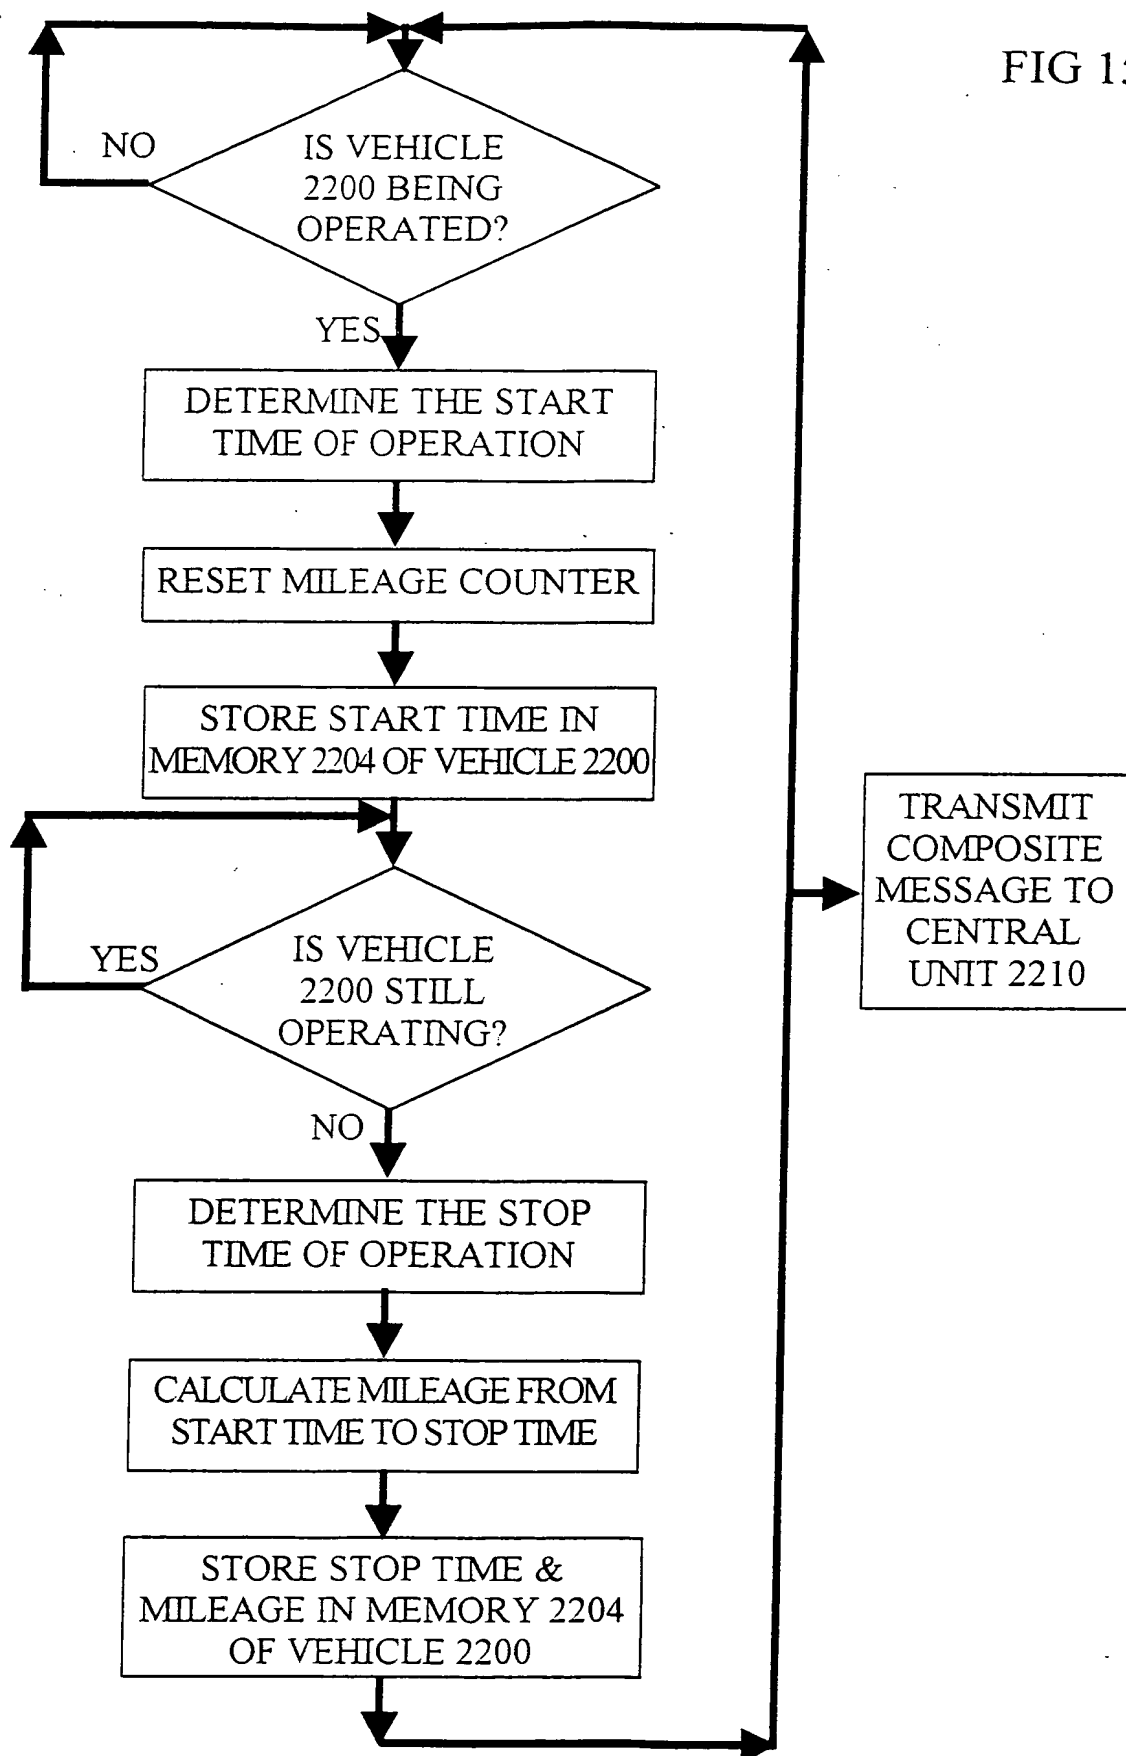 FIG 15
NO
IS VEHICLE
2200 BEING
OPERATED?
YES
DETERMINE THE START
TIME OF OPERATION
RESET MILEAGE COUNTER
STORE START TIME IN
MEMORY 2204 OF VEHICLE 2200
TRANSMIT
COMPOSITE
MESSAGE TO
CENTRAL
UNIT 2210
YES
IS VEHICLE
2200 STILL
OPERATING?
NO
DETERMINE THE STOP
TIME OF OPERATION
CALCULATE MILEAGE FROM
START TIME TO STOP TIME
STORE STOP TIME &
MILEAGE IN MEMORY 2204
OF VEHICLE 2200